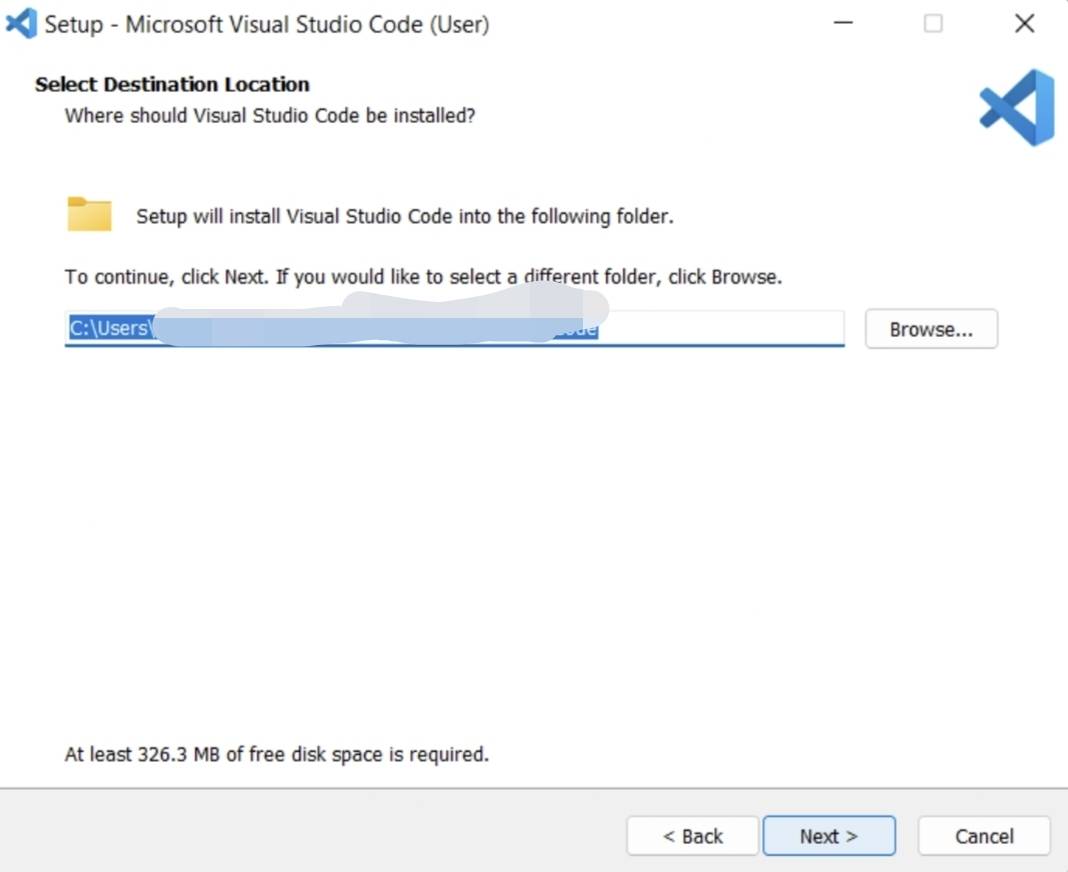 Setup - Microsoft Visual Studio Code (User)
Select Destination Location
Where should Visual Studio Code be installed?
Setup will install Visual Studio Code into the following folder.
To continue, click Next. If you would like to select a different folder, click Browse.
C:\Users\
Browse...
At least 326.3 MB of free disk space is required.
< Back
Next >
Cancel